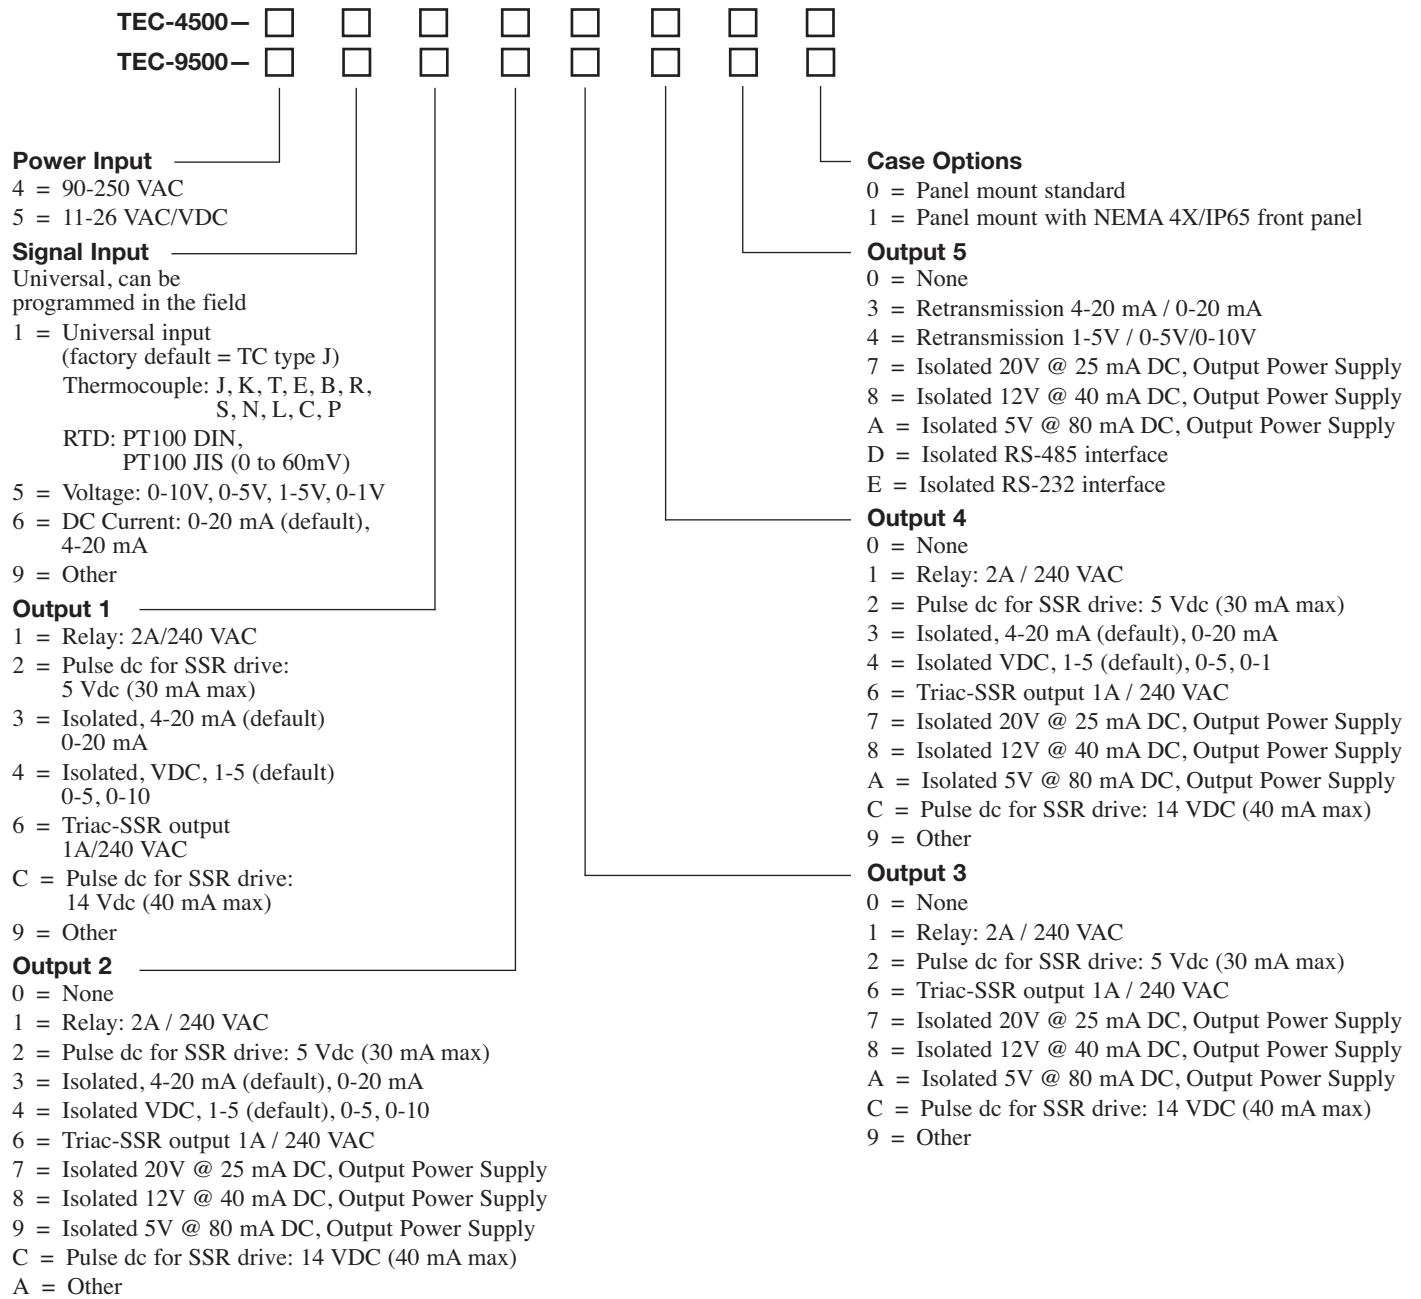 TEC-4500–
TEC-9500–
Power Input
4 = 90-250 VAC
5 = 11-26 VAC/VDC
Signal Input
Universal, can be
programmed in the field
1 = Universal input
(factory default = TC type J)
Thermocouple: J, K, T, E, B, R,
S, N, L, C, P
RTD: PT100 DIN,
PT100 JIS (0 to 60mV)
5 = Voltage: 0-10V, 0-5V, 1-5V, 0-1V
6 = DC Current: 0-20 mA (default),
4-20 mA
9 = Other
Output 1
1 = Relay: 2A/240 VAC
2 = Pulse dc for SSR drive:
5 Vdc (30 mA max)
3 = Isolated, 4-20 mA (default)
0-20 mA
4 = Isolated, VDC, 1-5 (default)
0-5, 0-10
6 = Triac-SSR output
1A/240 VAC
C = Pulse dc for SSR drive:
14 Vdc (40 mA max)
9 = Other
Output 2
0 = None
1 = Relay: 2A / 240 VAC
2 = Pulse dc for SSR drive: 5 Vdc (30 mA max)
3 = Isolated, 4-20 mA (default), 0-20 mA
4 = Isolated VDC, 1-5 (default), 0-5, 0-10
6 = Triac-SSR output 1A / 240 VAC
7 = Isolated 20V @ 25 mA DC, Output Power Supply
8 = Isolated 12V @ 40 mA DC, Output Power Supply
9 = Isolated 5V @ 80 mA DC, Output Power Supply
C = Pulse dc for SSR drive: 14 VDC (40 mA max)
A = Other
Case Options
0 = Panel mount standard
1 = Panel mount with NEMA 4X/IP65 front panel
Output 5
0 = None
3 = Retransmission 4-20 mA / 0-20 mA
4 = Retransmission 1-5V / 0-5V/0-10V
7 = Isolated 20V @ 25 mA DC, Output Power Supply
8 = Isolated 12V @ 40 mA DC, Output Power Supply
A = Isolated 5V @ 80 mA DC, Output Power Supply
D = Isolated RS-485 interface
E = Isolated RS-232 interface
Output 4
0 = None
1 = Relay: 2A / 240 VAC
2 = Pulse dc for SSR drive: 5 Vdc (30 mA max)
3 = Isolated, 4-20 mA (default), 0-20 mA
4 = Isolated VDC, 1-5 (default), 0-5, 0-1
6 = Triac-SSR output 1A / 240 VAC
7 = Isolated 20V @ 25 mA DC, Output Power Supply
8 = Isolated 12V @ 40 mA DC, Output Power Supply
A = Isolated 5V @ 80 mA DC, Output Power Supply
C = Pulse dc for SSR drive: 14 VDC (40 mA max)
9 = Other
Output 3
0 = None
1 = Relay: 2A / 240 VAC
2 = Pulse dc for SSR drive: 5 Vdc (30 mA max)
6 = Triac-SSR output 1A / 240 VAC
7 = Isolated 20V @ 25 mA DC, Output Power Supply
8 = Isolated 12V @ 40 mA DC, Output Power Supply
A = Isolated 5V @ 80 mA DC, Output Power Supply
C = Pulse dc for SSR drive: 14 VDC (40 mA max)
9 = Other